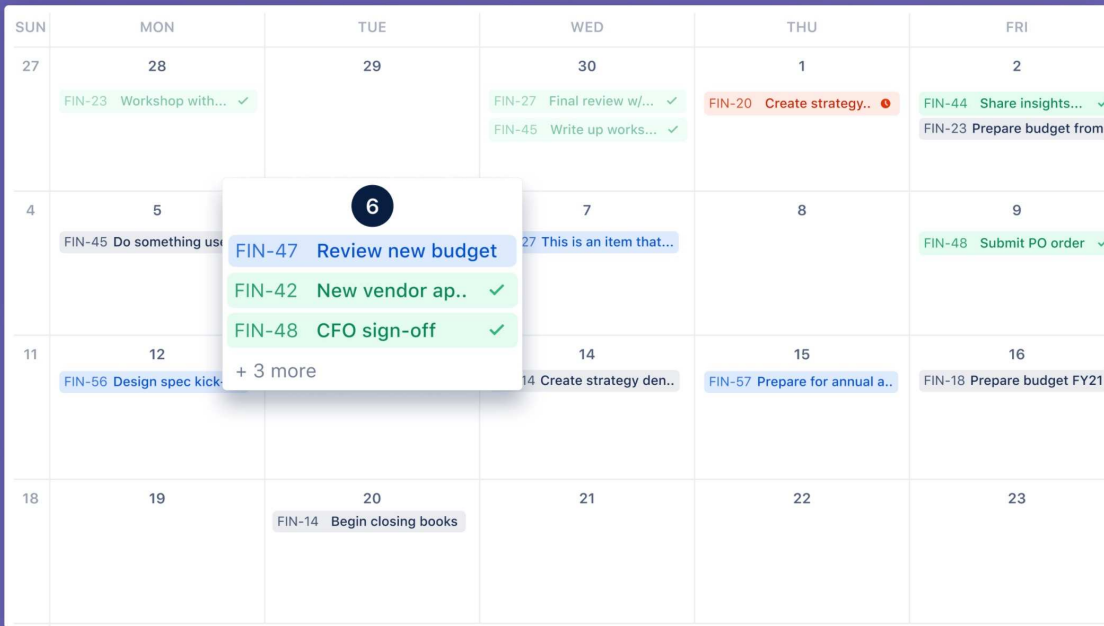 SUN MON TUE WED THU FRI
27 28 29 30 1 2
FIN-23 Workshop with... FIN-27 Final review w/... FIN-20 Create strategy.. FIN-44 Share insights...
FIN-45 Write up works... FIN-23 Prepare budget from
4 5 6 7 8 9
FIN-45 Do something use 27 This is an item that... FIN-48 Submit PO order
FIN-47 Review new budget
FIN-42 New vendor ap..
FIN-48 CFO sign-off
+ 3 more
11 12 14 15 16
FIN-56 Design spec kick- 14 Create strategy den.. FIN-57 Prepare for annual a.. FIN-18 Prepare budget FY21
18 19 20 21 22 23
FIN-14 Begin closing books